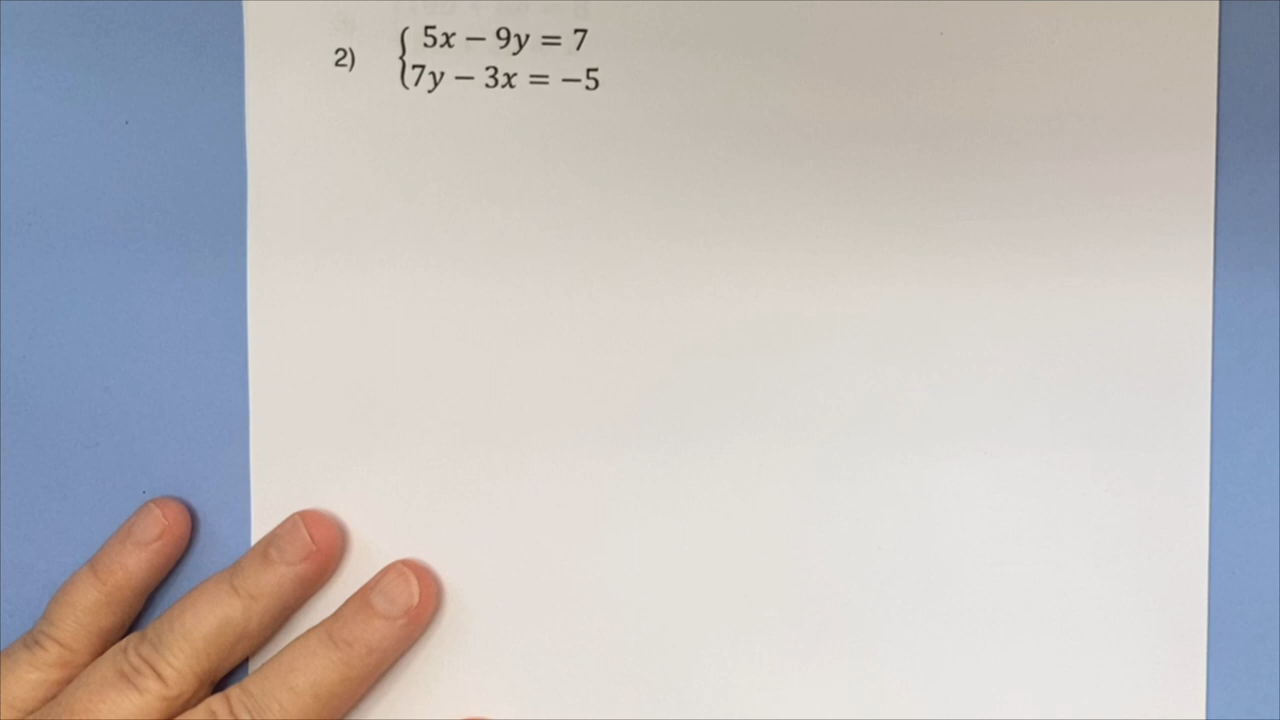 2) 5x − 9y = 7
7y − 3x = −5